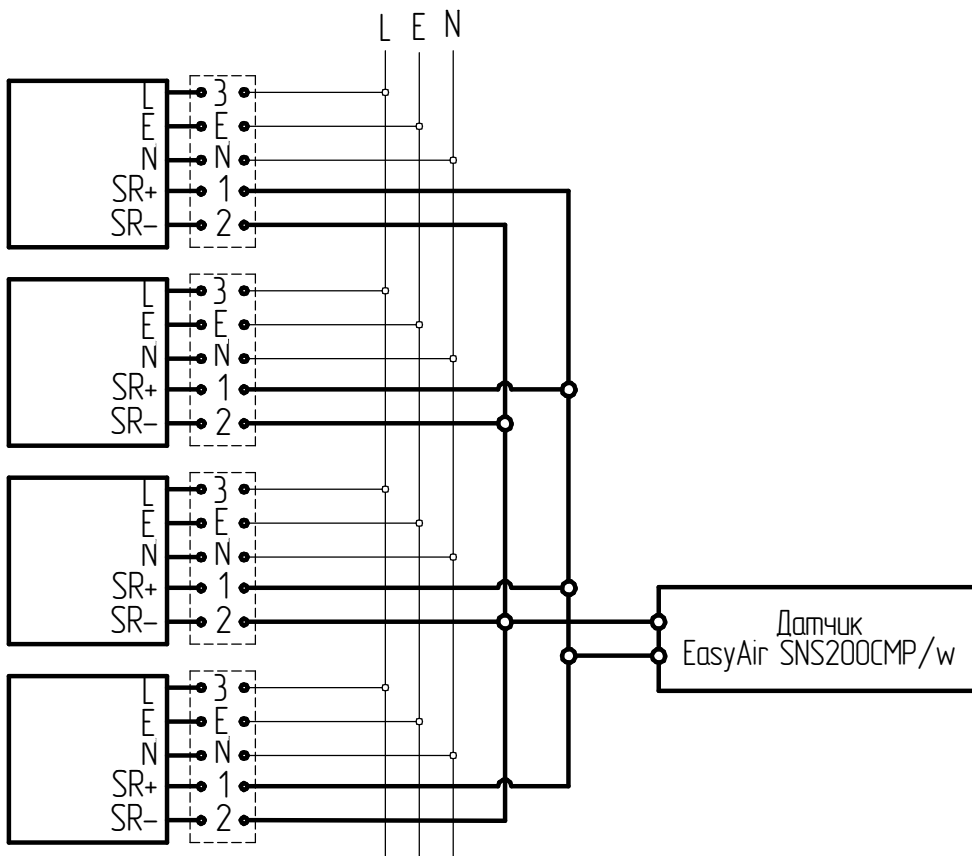 L E N
L 3
E E
N N
SR+ 1
SR- 2
L 3
E E
N N
SR+ 1
SR- 2
L 3
E E
N N
SR+ 1
SR- 2
Датчик
EasyAir SNS200CMP/w
L 3
E E
N N
SR+ 1
SR- 2